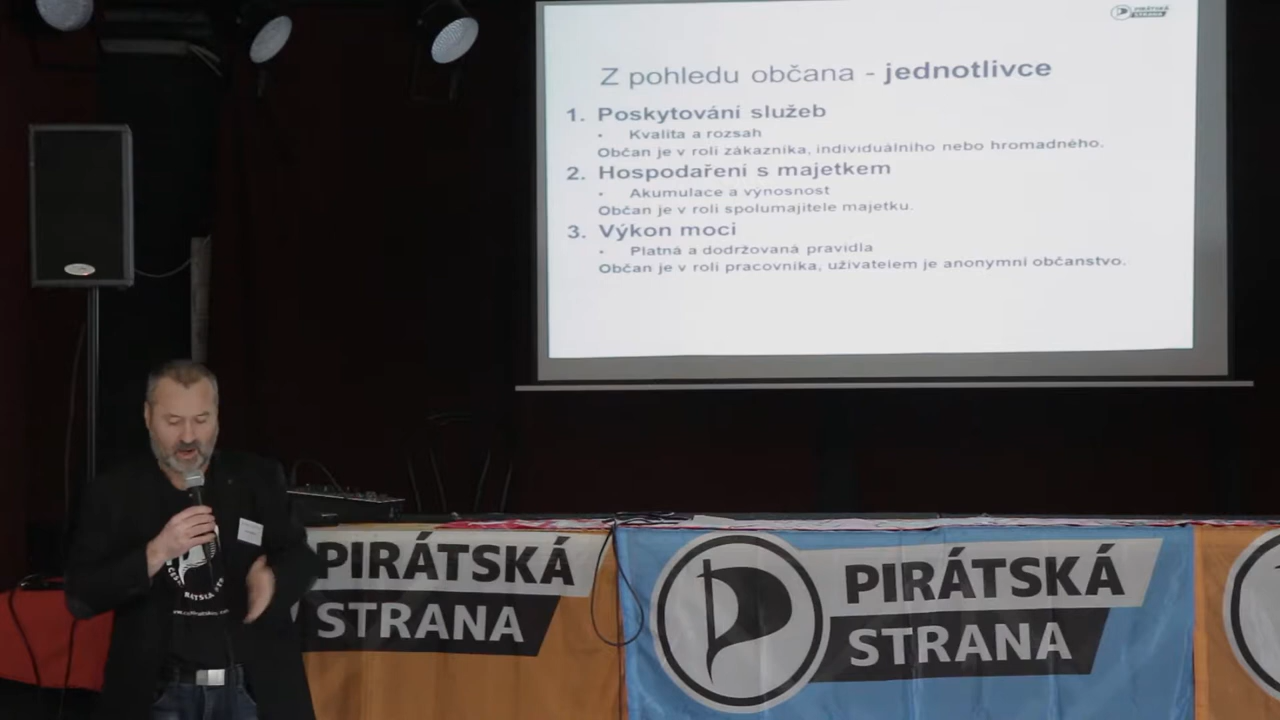 PIRÁTSKÁ
STRANA
Z pohledu občana - jednotlivce
1. Poskytování služeb
• Kvalita a rozsah
Občan je v roli zákazníka, individuálního nebo hromadného.
2. Hospodaření s majetkem
• Akumulace a výnosnost
Občan je v roli spolumajitele majetku.
3. Výkon moci
• Platná a dodržovaná pravidla
Občan je v roli pracovníka, uživatelem je anonymní občanstvo.
PIRÁTSKÁ
STRANA
PIRÁTSKÁ
STRANA